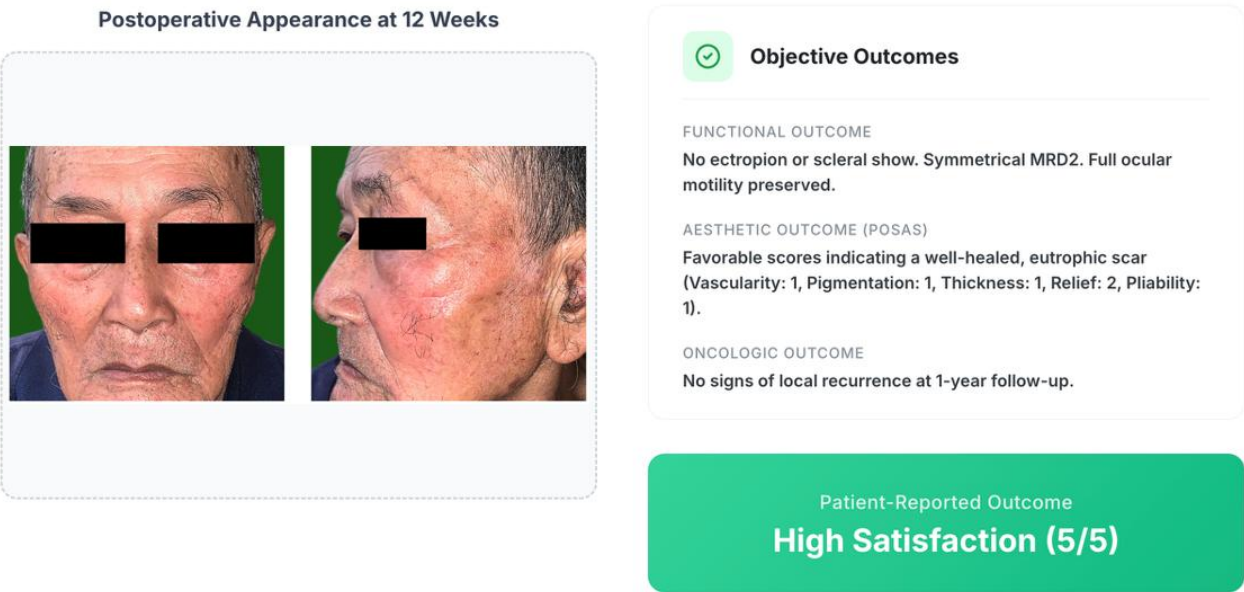 Postoperative Appearance at 12 Weeks
Objective Outcomes
FUNCTIONAL OUTCOME
No ectropion or scleral show. Symmetrical MRD2. Full ocular
motility preserved.
AESTHETIC OUTCOME (POSAS)
Favorable scores indicating a well-healed, eutrophic scar
(Vascularity: 1, Pigmentation: 1, Thickness: 1, Relief: 2, Pliability:
1).
ONCOLOGIC OUTCOME
No signs of local recurrence at 1-year follow-up.
Patient-Reported Outcome
High Satisfaction (5/5)